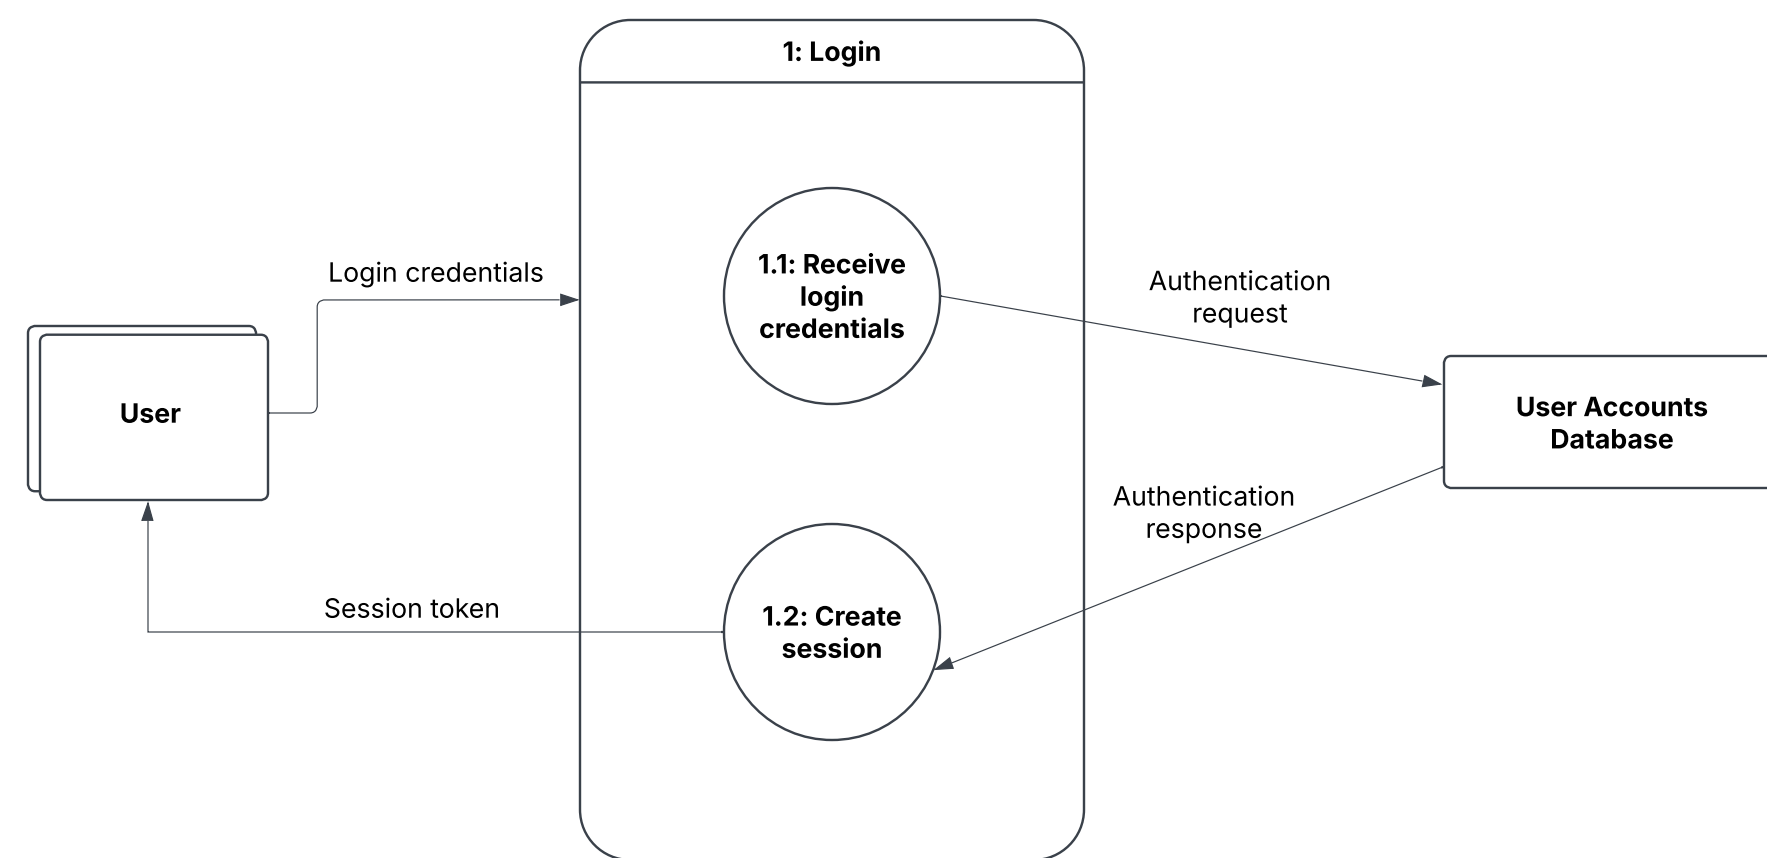 1: Login
1.1: Receive
login
credentials
Login credentials
Authentication
request
User
User Accounts
Database
Authentication
response
Session token
1.2: Create
session